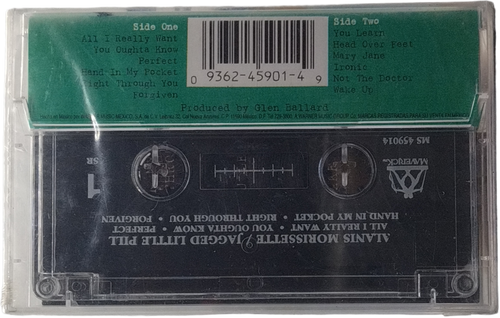 Side One
All I Really Want
You Oughta Know
Perfect
Hand In My Pocket
Right Through You
Forgiven
0 9362-45901-4 9
Side Two
You Learn
Head Over Feet
Mary Jane
Ironic
Not The Doctor
Wake Up
Produced by Glen Ballard
MS 459014
MAVERICK
1
SR
ALANIS MORISSETTE / JAGGED LITTLE PILL
ALL I REALLY WANT • YOU OUGHTA KNOW • PERFECT
HAND IN MY POCKET • RIGHT THROUGH YOU • FORGIVEN